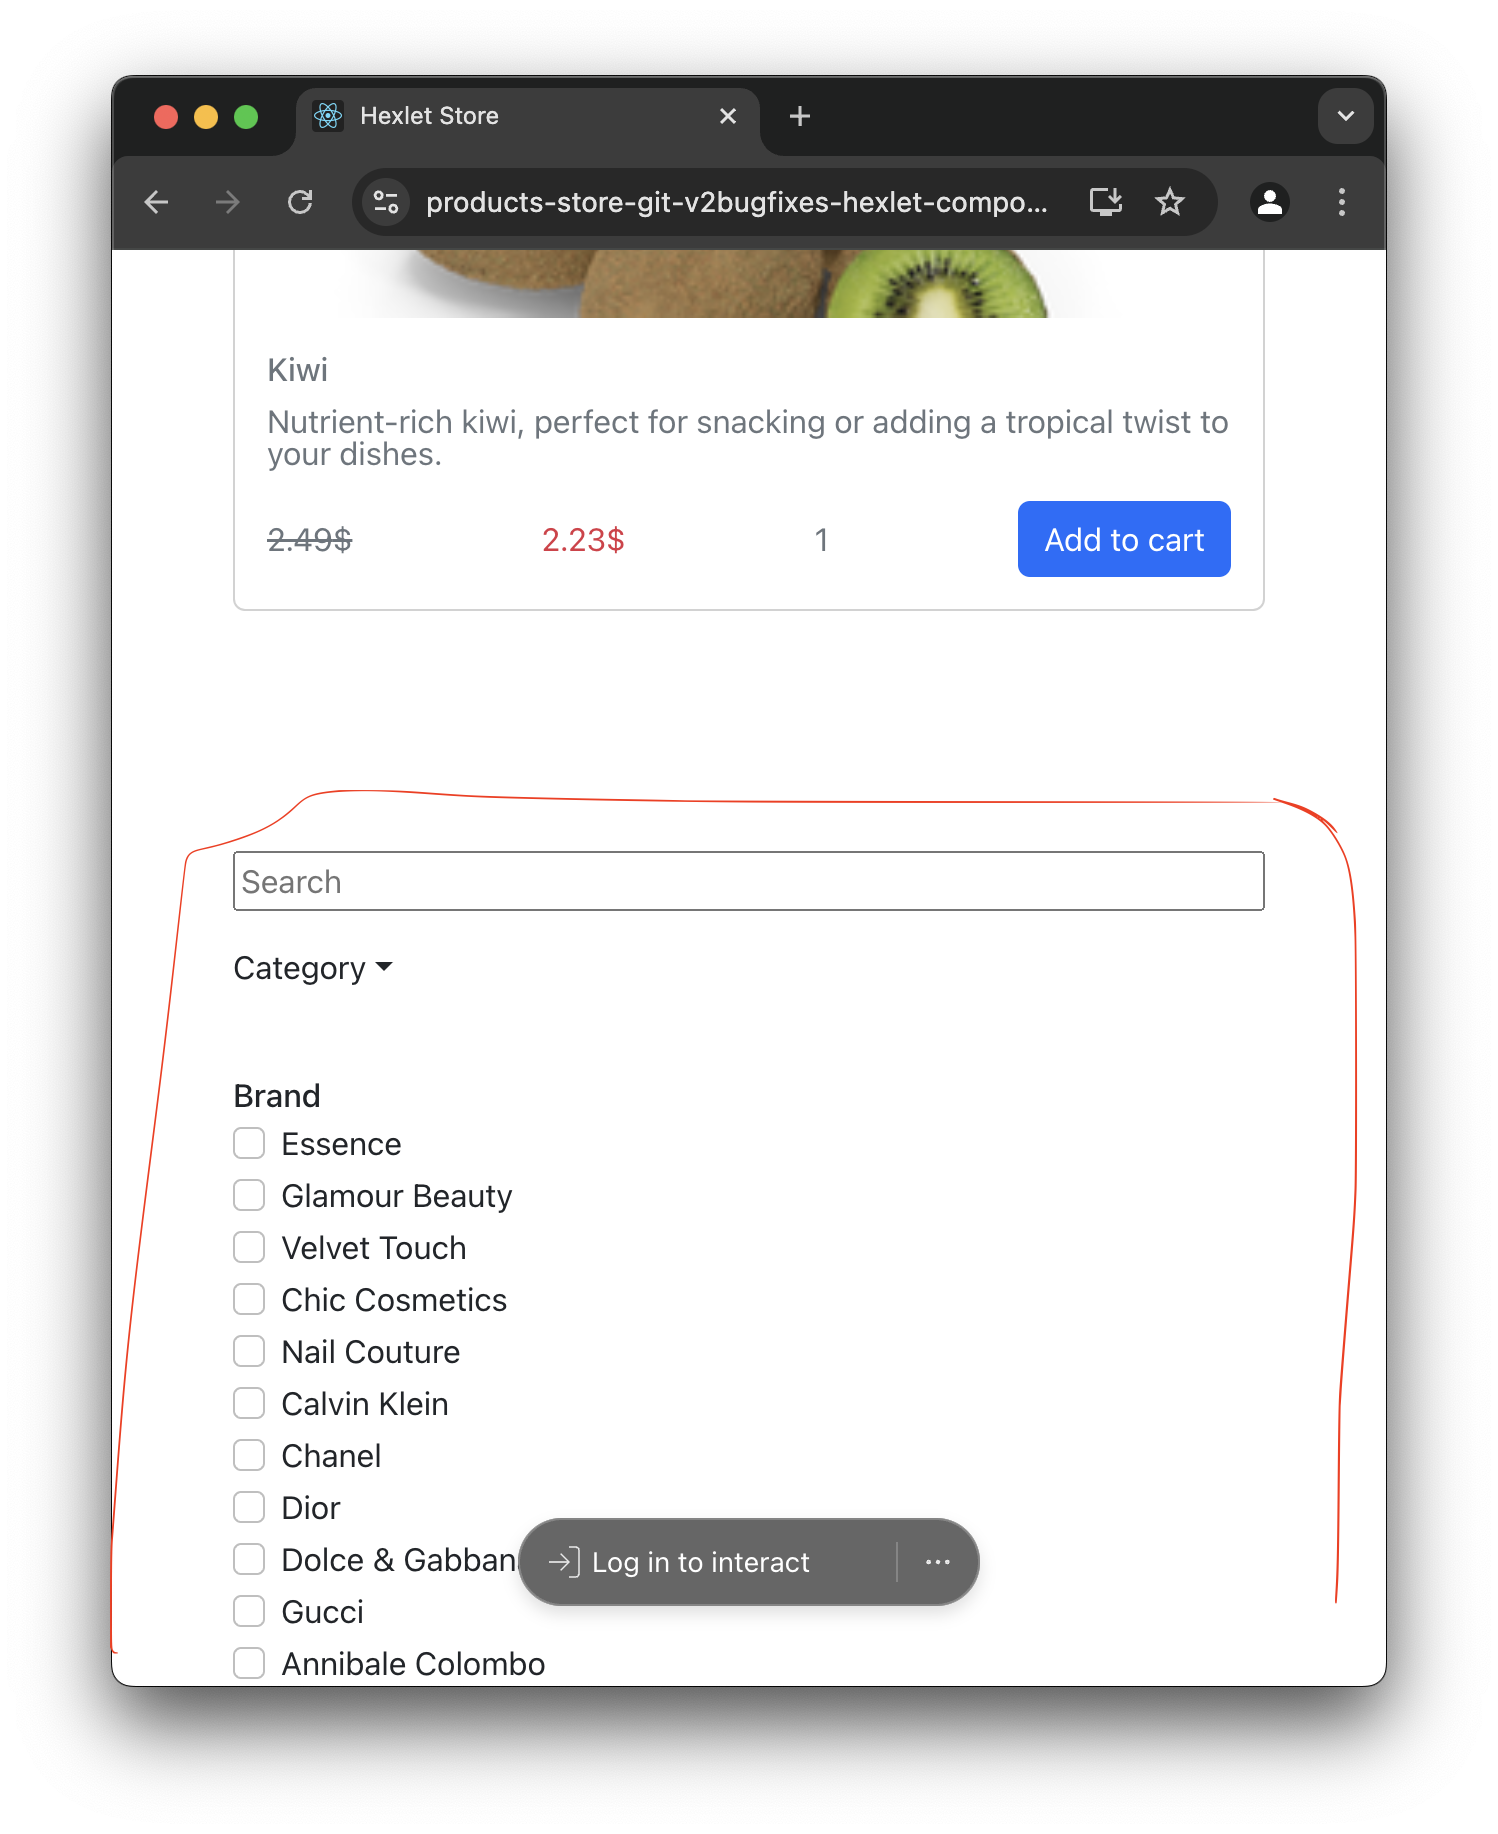 Hexlet Store
products-store-git-v2bugfixes-hexlet-compo...
Kiwi
Nutrient-rich kiwi, perfect for snacking or adding a tropical twist to
your dishes.
2.49$ 2.23$ 1 Add to cart
Search
Category
Brand
Essence
Glamour Beauty
Velvet Touch
Chic Cosmetics
Nail Couture
Calvin Klein
Chanel
Dior
Dolce & Gabban
Log in to interact
Gucci
Annibale Colombo